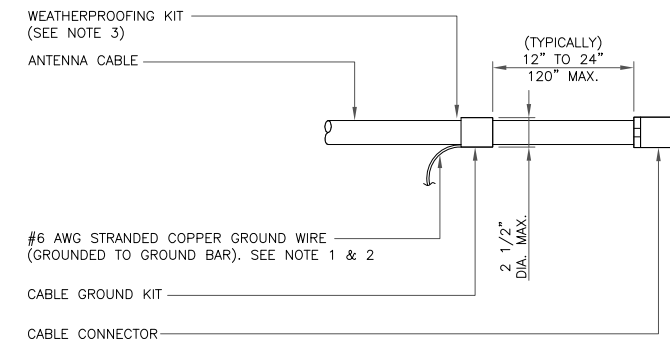 WEATHERPROOFING KIT
(SEE NOTE 3)
ANTENNA CABLE
(TYPICALLY)
12" TO 24"
120" MAX.
2 1/2"
DIA. MAX.
#6 AWG STRANDED COPPER GROUND WIRE
(GROUNDED TO GROUND BAR). SEE NOTE 1 & 2
CABLE GROUND KIT
CABLE CONNECTOR